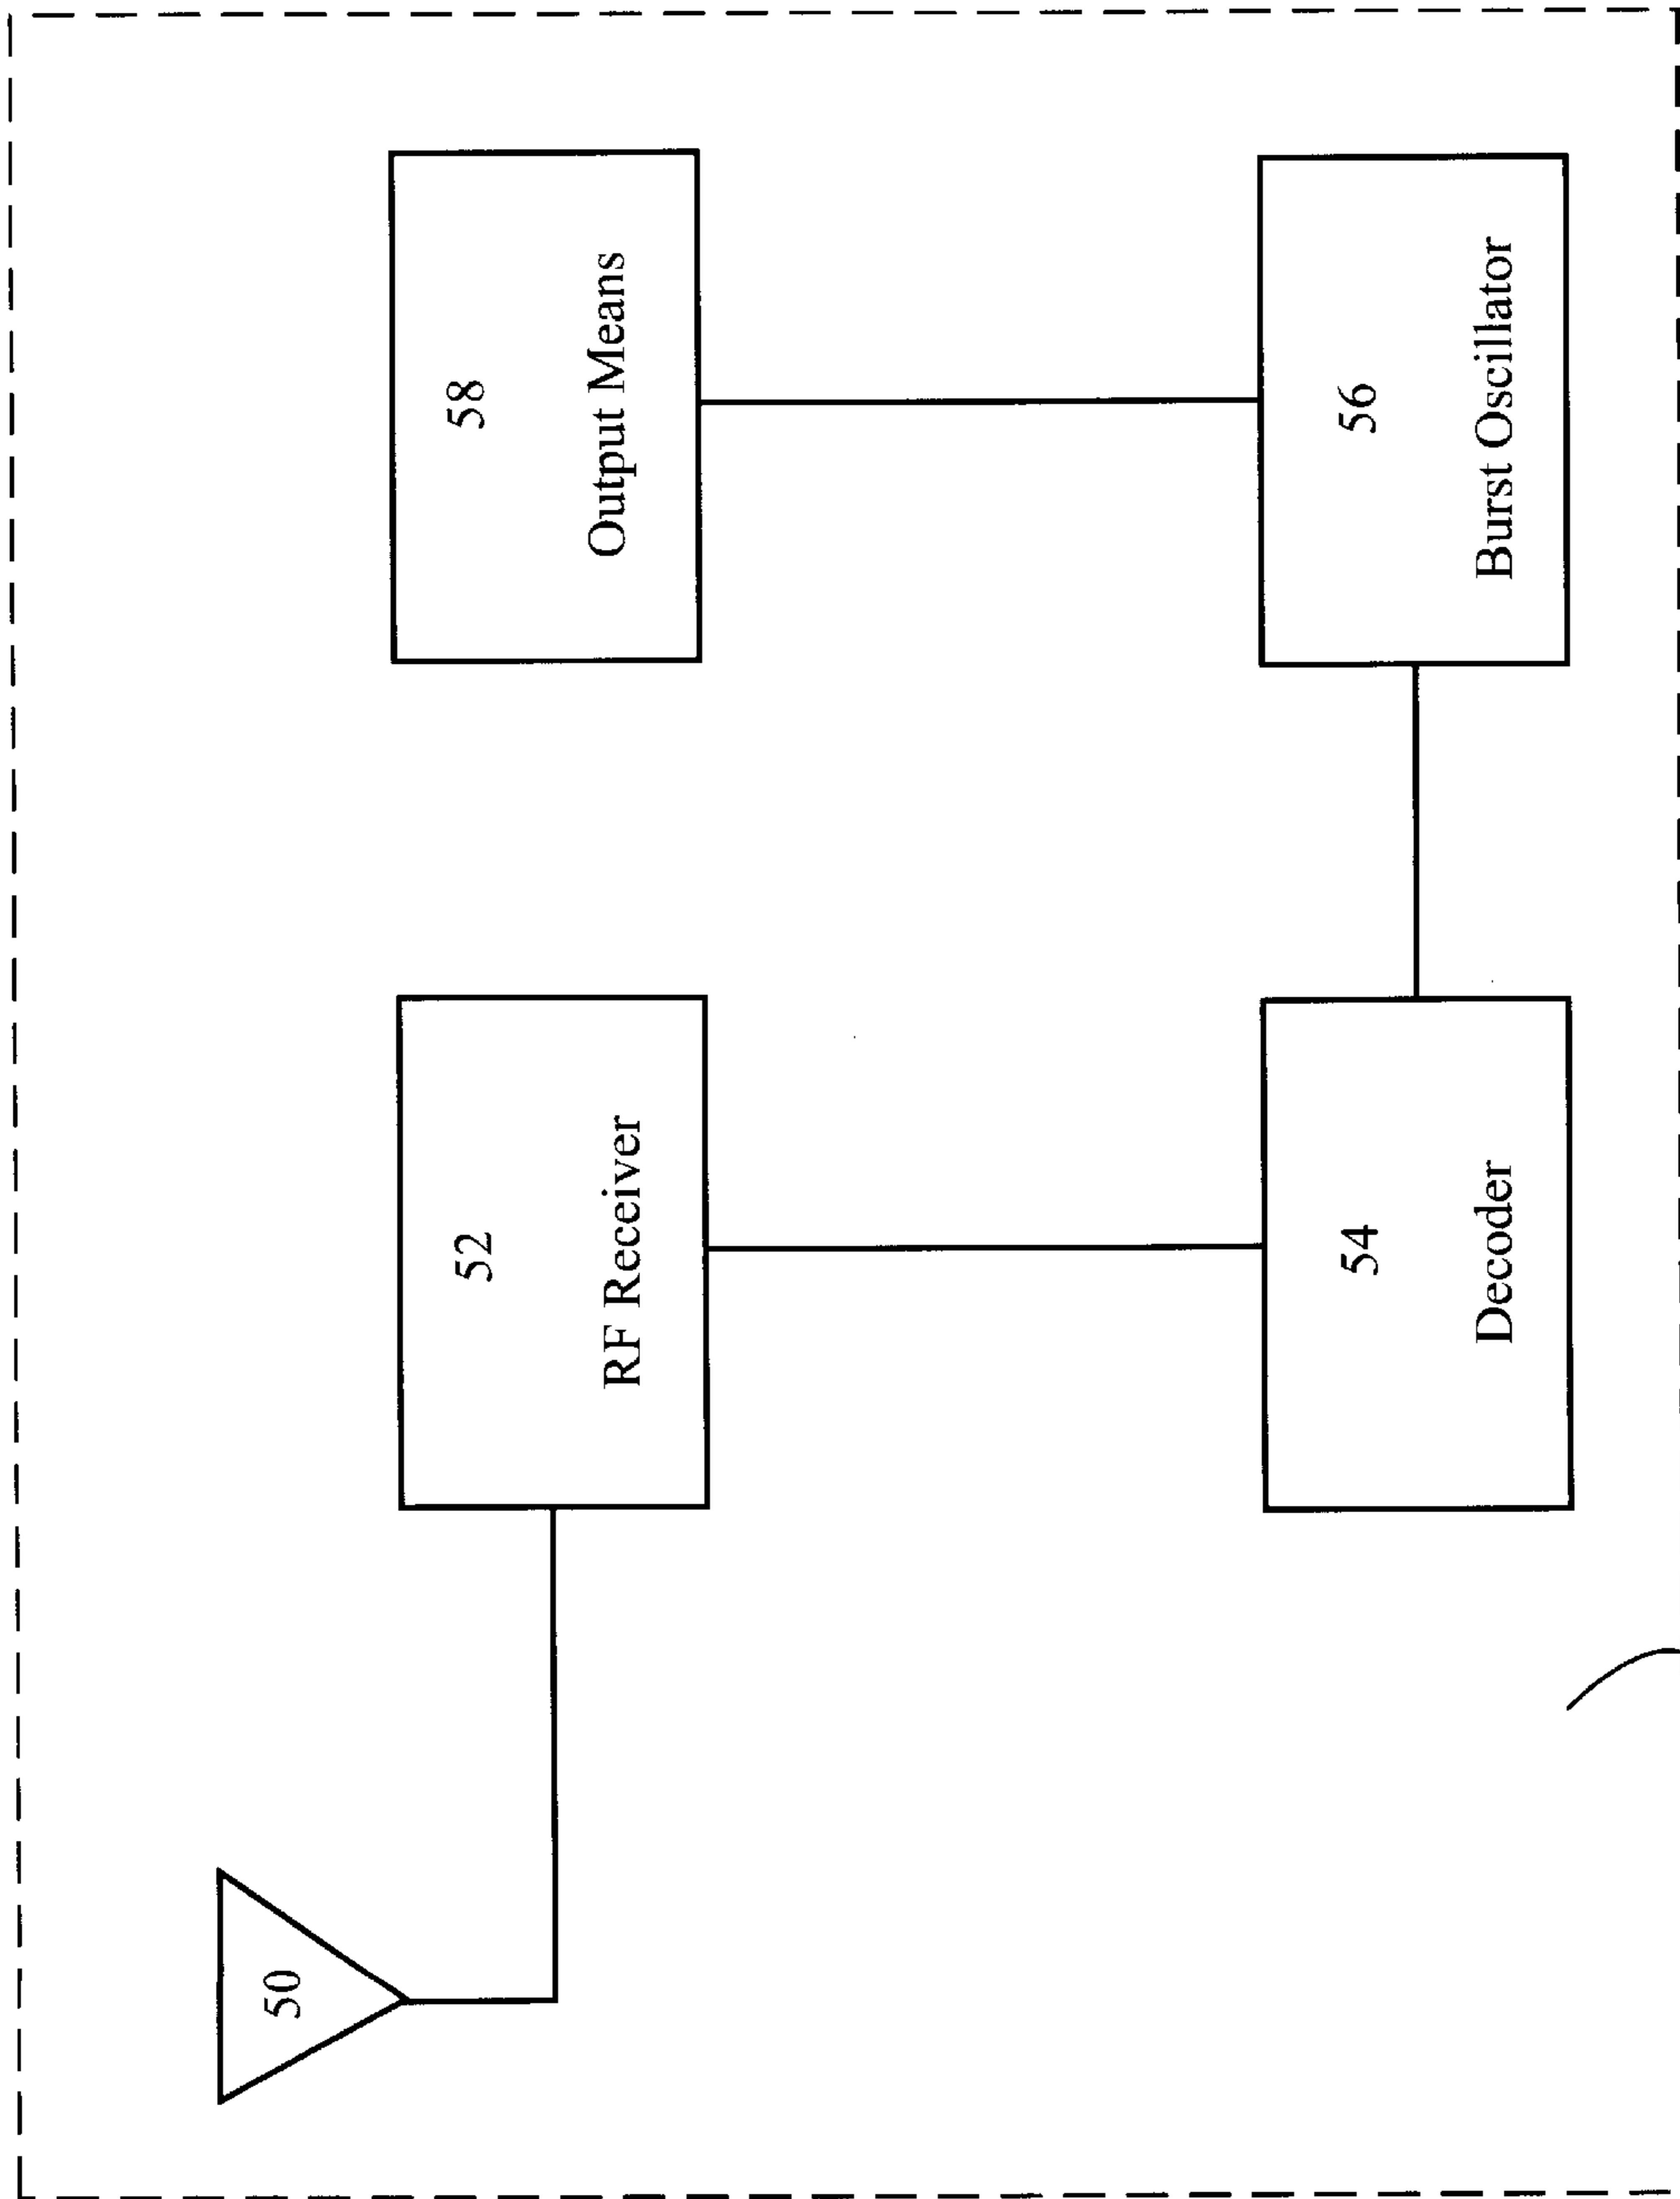 50
52
RF Receiver
58
Output Means
54
Decoder
56
Burst Oscillator